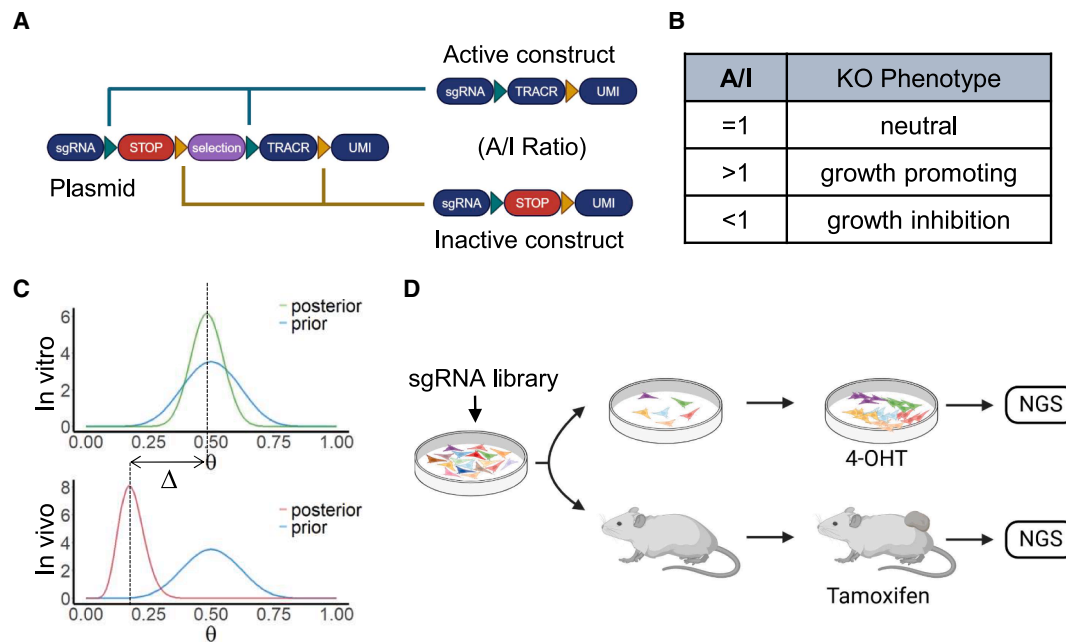 A
Active construct
sgRNA TRACR UMI
sgRNA STOP selection TRACR UMI
(A/I Ratio)
Plasmid
sgRNA STOP UMI
Inactive construct
B
A/I KO Phenotype
=1 neutral
>1 growth promoting
<1 growth inhibition
C
In vitro
6
4
2
0
posterior
prior
0.00 0.25 0.50 0.75 1.00
θ
Δ
In vivo
8
6
4
2
0
posterior
prior
0.00 0.25 0.50 0.75 1.00
θ
D
sgRNA library
4-OHT
NGS
Tamoxifen
NGS